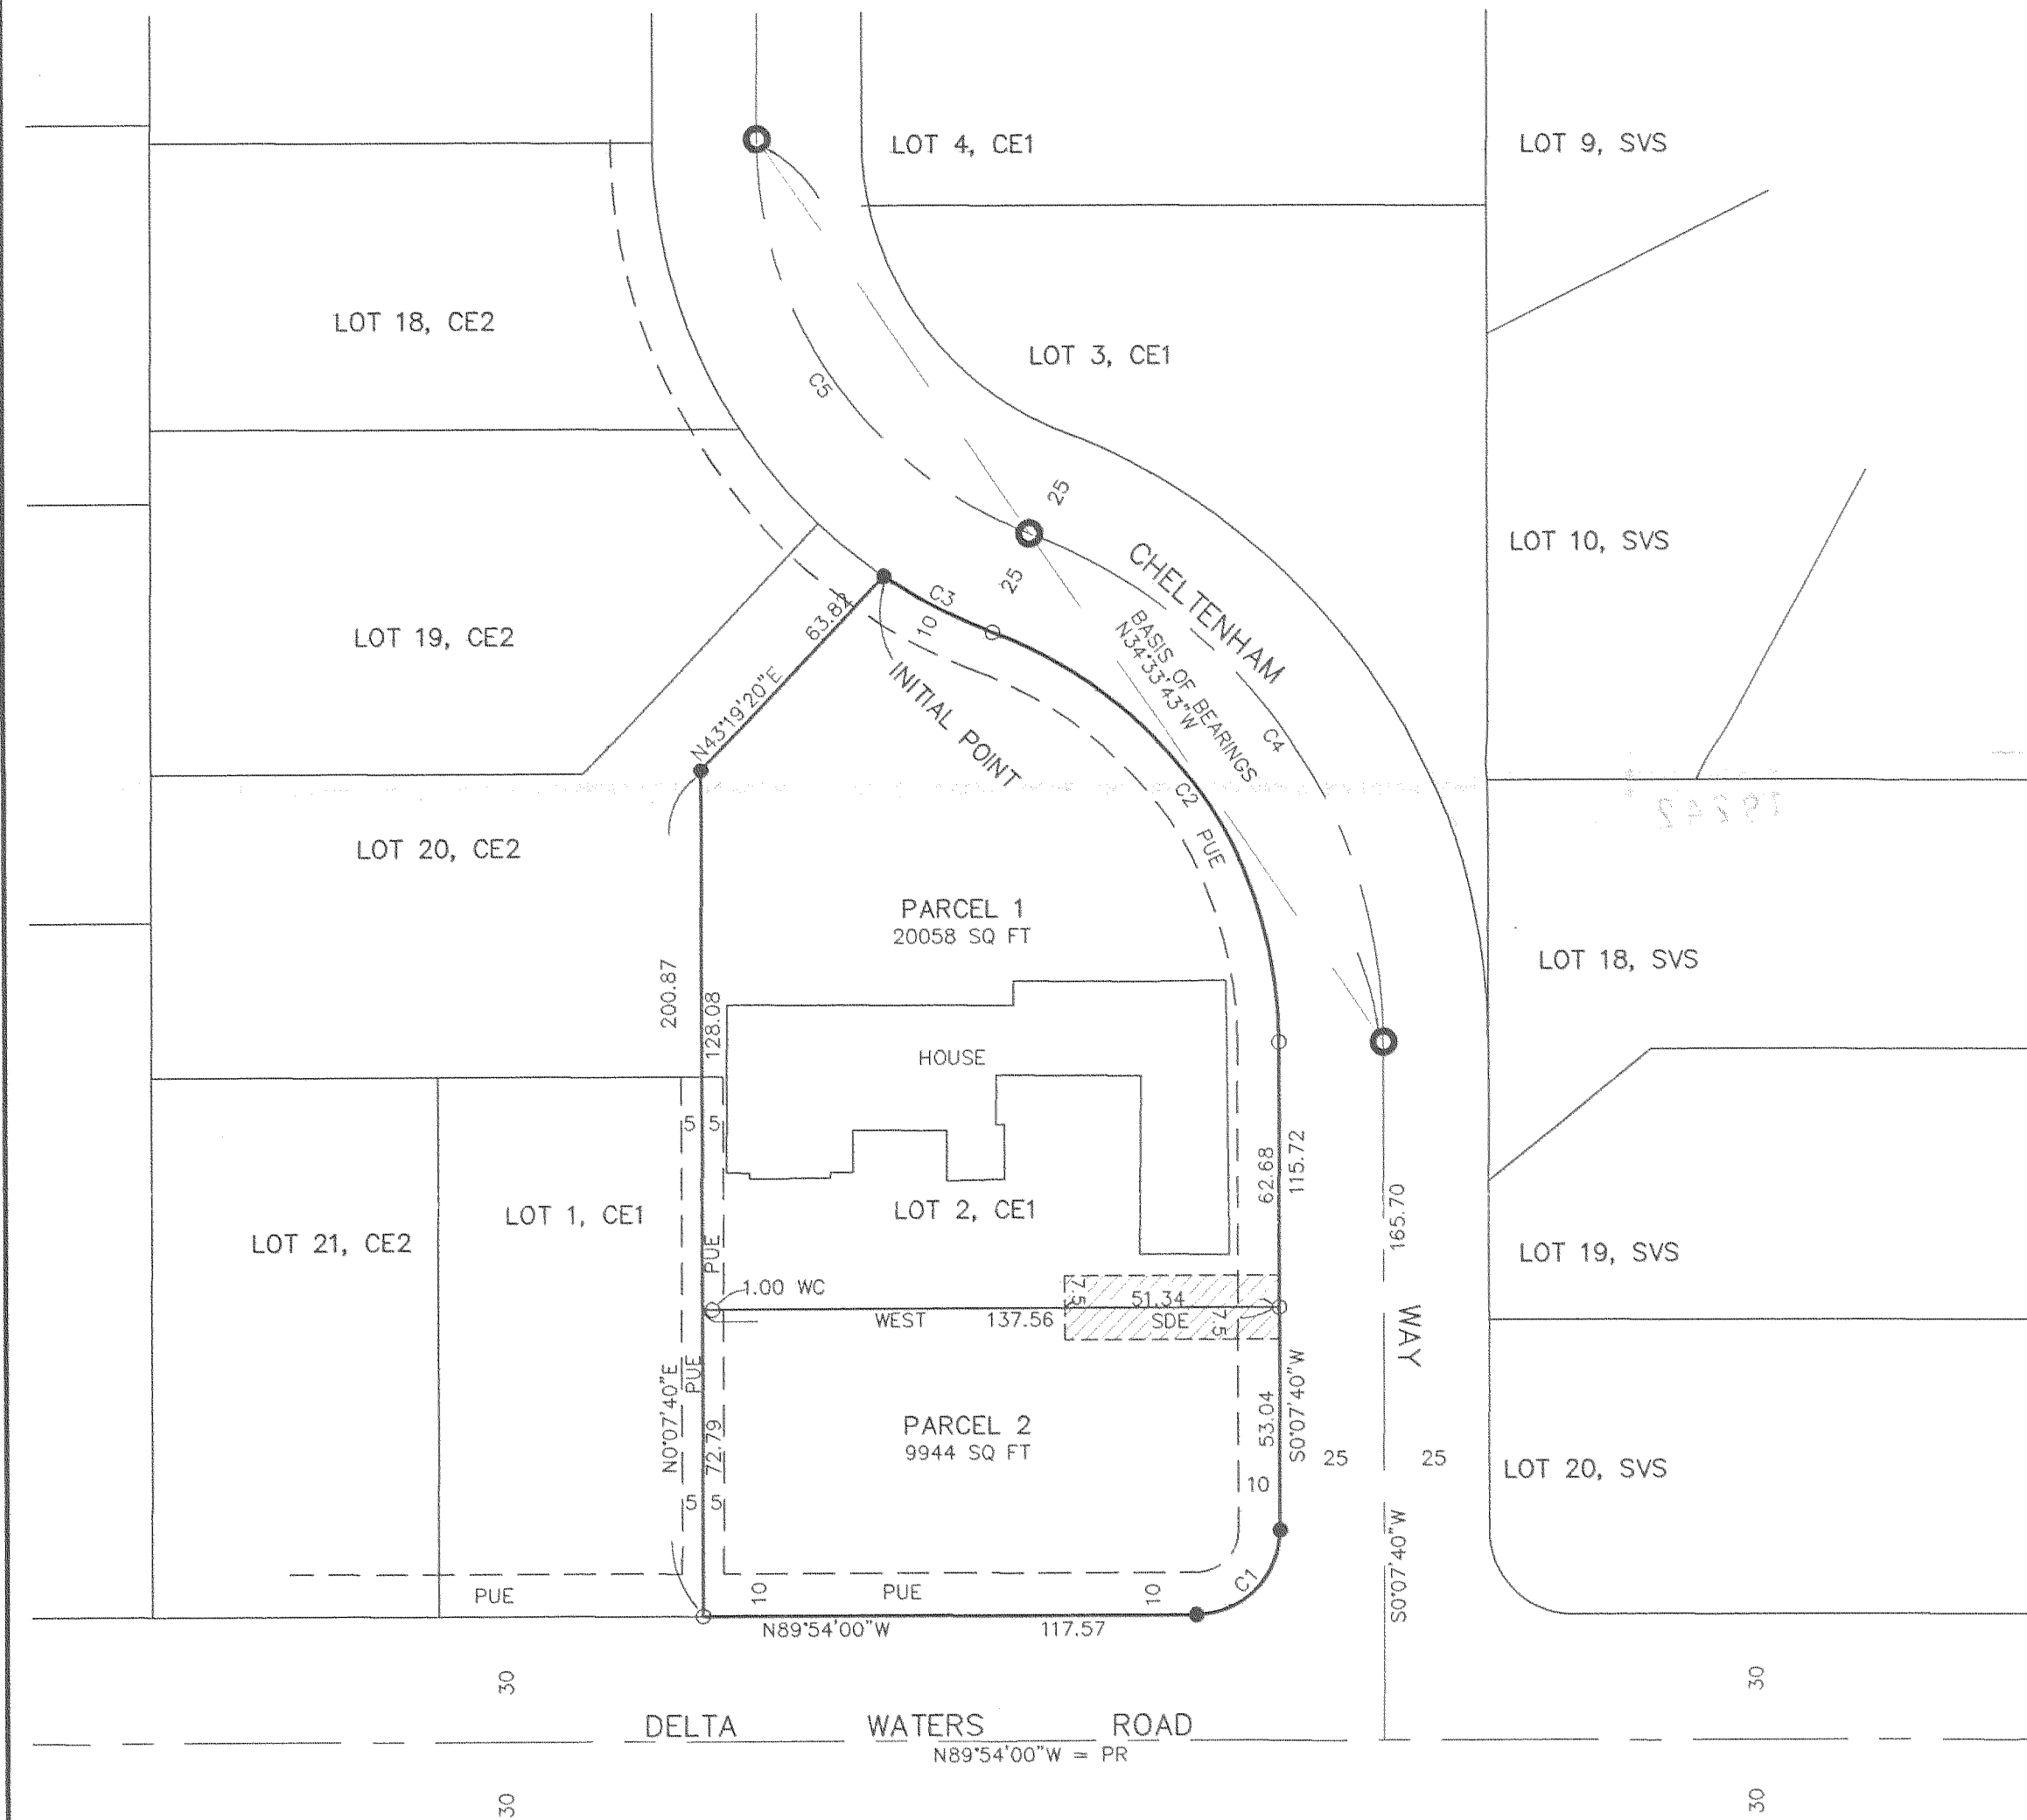 LOT 4, CE1
LOT 9, SVS
LOT 18, CE2
LOT 3, CE1
C5
25
LOT 10, SVS
CHELTENHAM
25
C3
63.82
10
LOT 19, CE2
BASIS OF BEARINGS
N34°33'43"W
INITIAL POINT
N43°19'20"E
C4
C2
PUE
LOT 20, CE2
PARCEL 1
20058 SQ FT
LOT 18, SVS
200.87
128.08
HOUSE
5
5
62.68
115.72
LOT 1, CE1
LOT 2, CE1
165.70
LOT 21, CE2
PUE
LOT 19, SVS
1.00 WC
7.5
51.34
WEST
137.56
SDE
7.5
WAY
N0°07'40"E
PUE
72.79
PARCEL 2
9944 SQ FT
53.04
S0°07'40"W
25
25
LOT 20, SVS
10
5
5
S0°07'40"W
PUE
10
PUE
10
C1
N89°54'00"W
117.57
30
30
DELTA WATERS ROAD
N89°54'00"W = PR
30
30